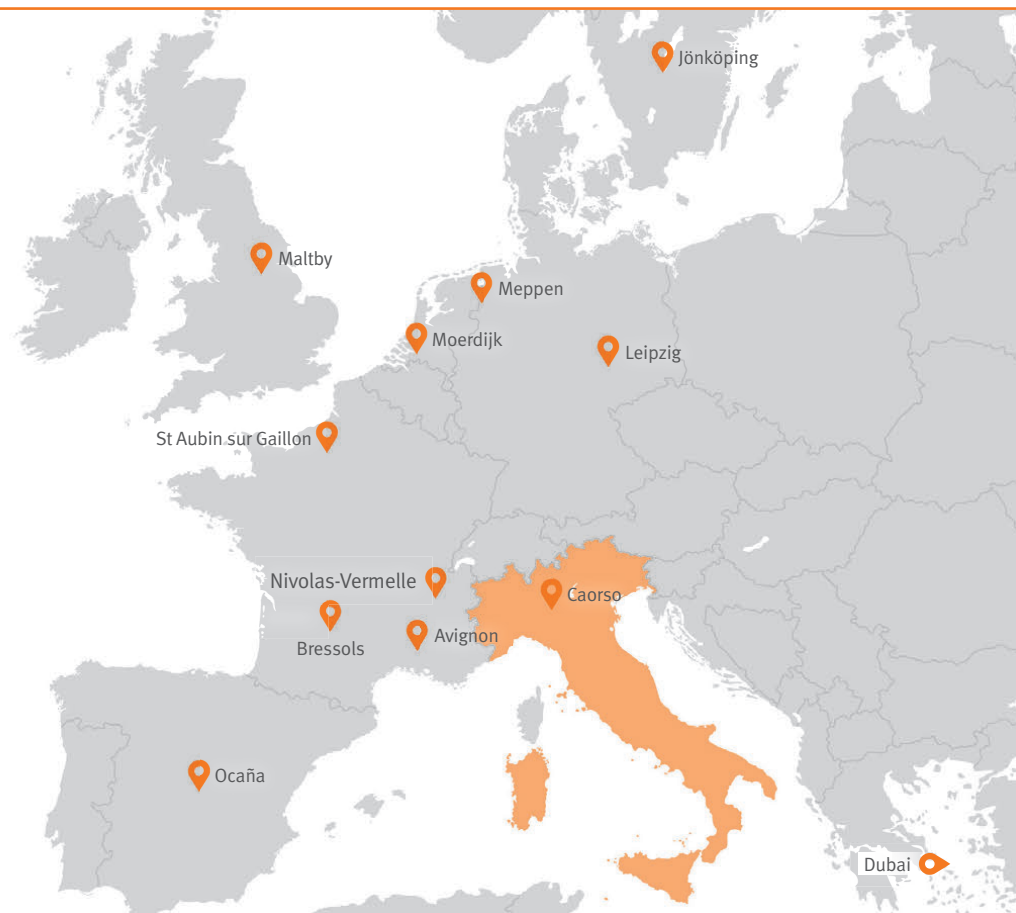 Jönköping
Maltby
Meppen
Moerdijk
Leipzig
St Aubin sur Gaillon
Nivolas-Vermelle
Caorso
Bressols
Avignon
Ocaña
Dubai